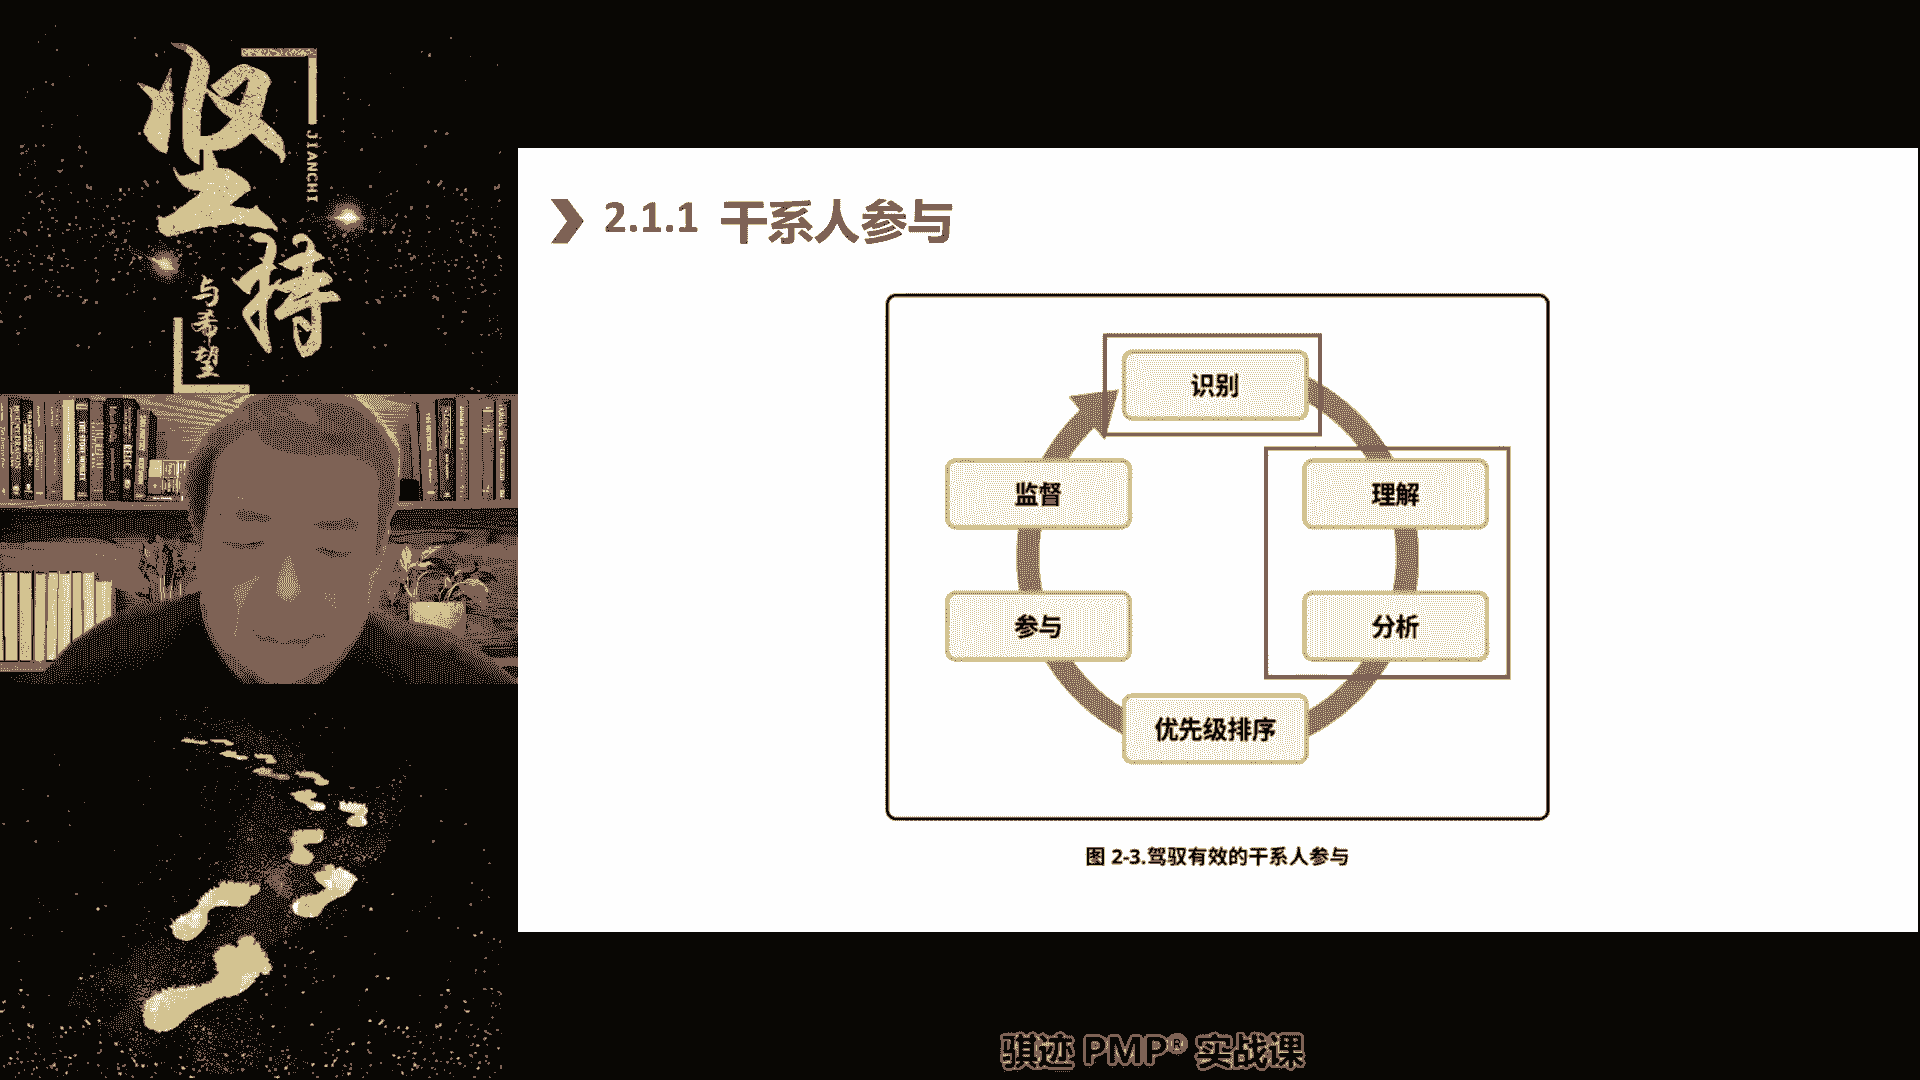 坚持
JIANCHI
与希望
2.1.1 干系人参与
识别
理解
分析
优先级排序
参与
监督
图 2-3.驾驭有效的干系人参与
骐迹 PMP® 实战课